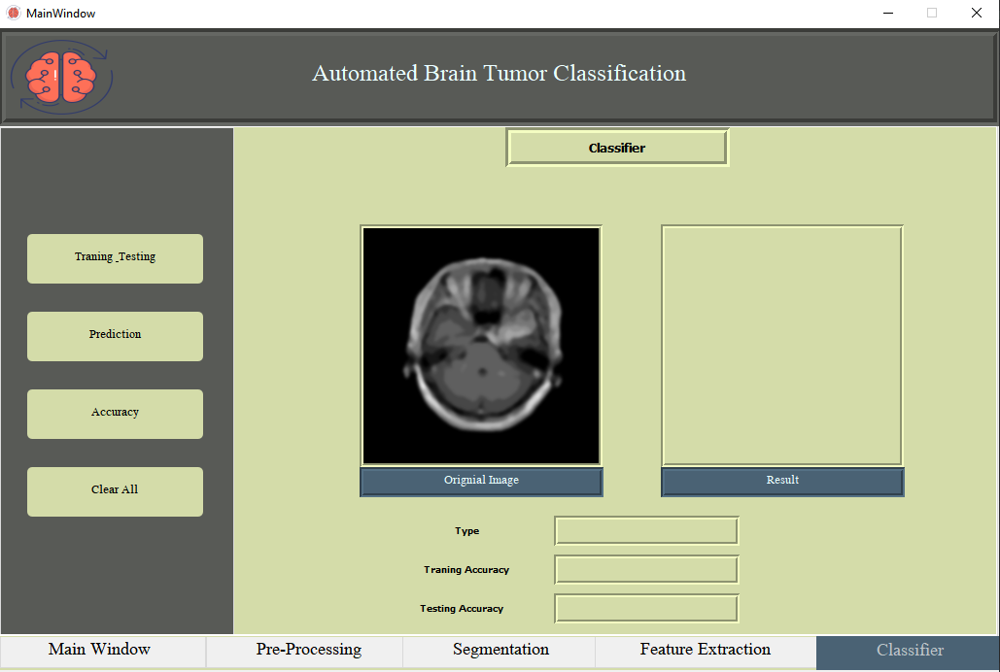 MainWindow
Automated Brain Tumor Classification
Classifier
Traning_Testing
Prediction
Accuracy
Clear All
Orignial Image
Result
Type
Traning Accuracy
Testing Accuracy
Main Window
Pre-Processing
Segmentation
Feature Extraction
Classifier